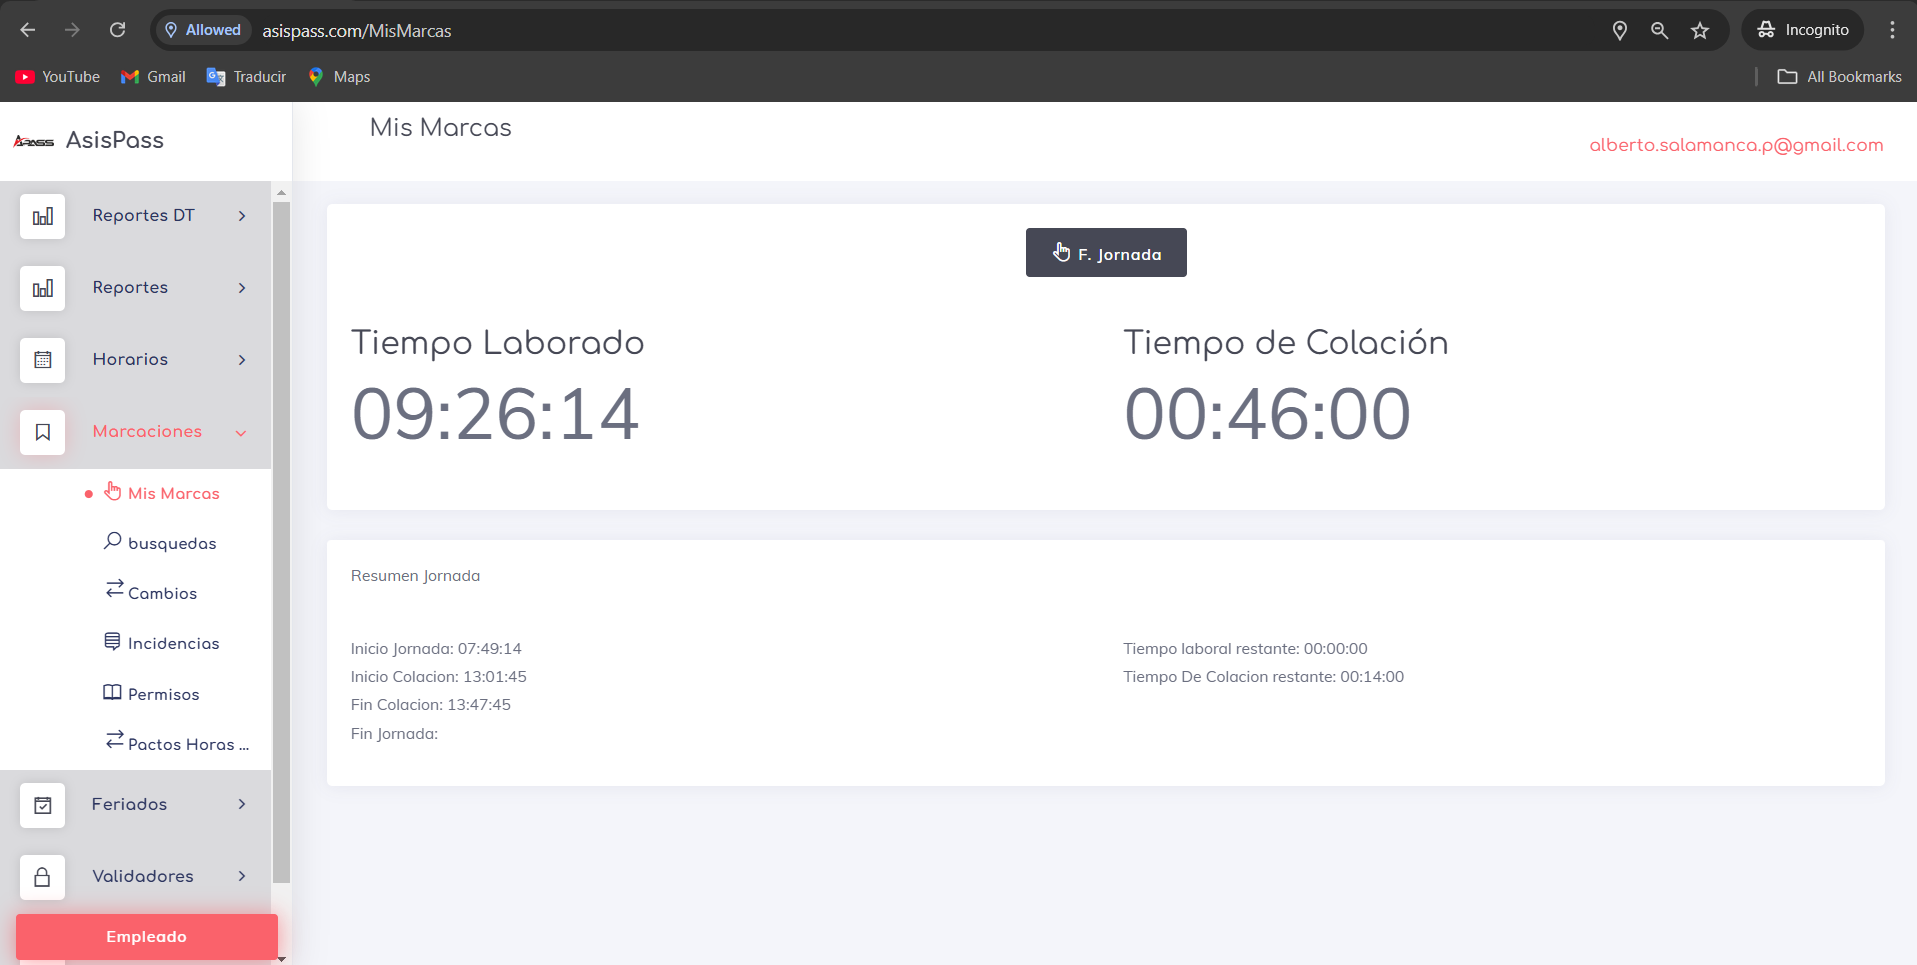 Allowed asispass.com/MisMarcas Incognito
YouTube Gmail Traducir Maps All Bookmarks
APASS AsisPass
Mis Marcas
alberto.salamanca.p@gmail.com
Reportes DT
Reportes
Horarios
Marcaciones
Mis Marcas
busquedas
Cambios
Incidencias
Permisos
Pactos Horas ...
Feriados
Validadores
Empleado
F. Jornada
Tiempo Laborado
09:26:14
Tiempo de Colación
00:46:00
Resumen Jornada
Inicio Jornada: 07:49:14
Inicio Colacion: 13:01:45
Fin Colacion: 13:47:45
Fin Jornada:
Tiempo laboral restante: 00:00:00
Tiempo De Colacion restante: 00:14:00